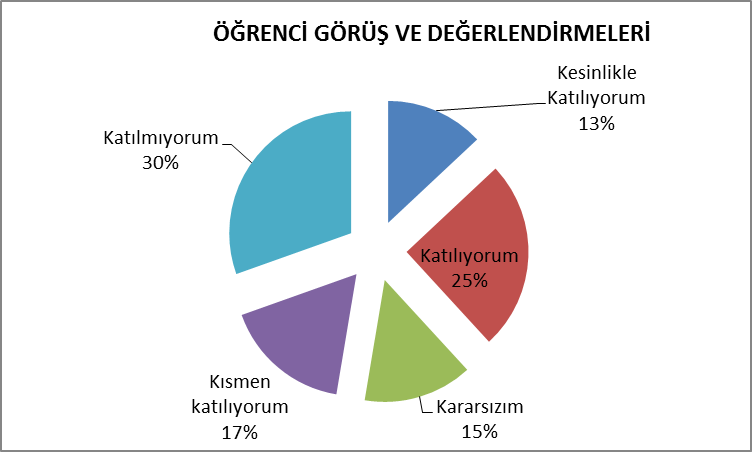 ÖĞRENCİ GÖRÜŞ VE DEĞERLENDİRMELERİ
Kesinlikle
Katılıyorum
13%
Katılıyorum
25%
Kararsızım
15%
Kısmen
katılıyorum
17%
Katılmıyorum
30%